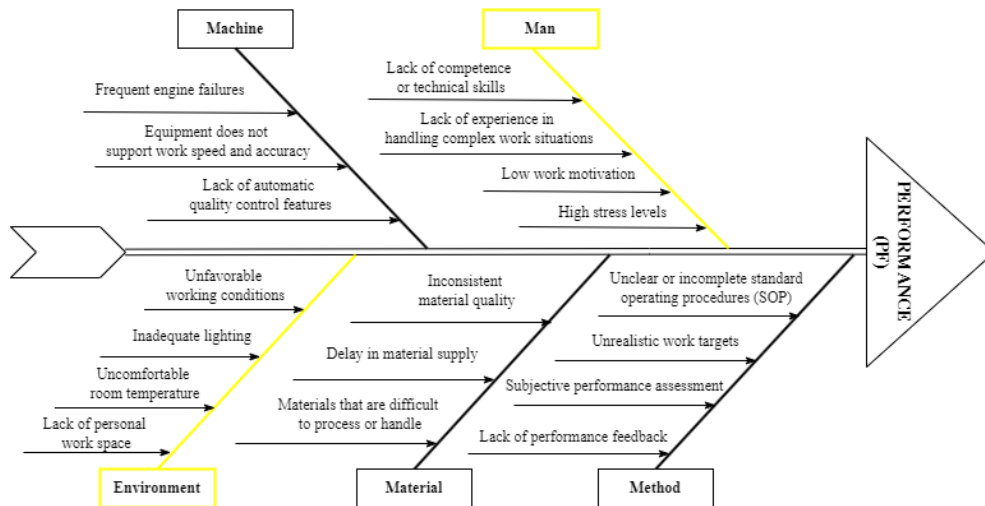 Machine
Man
Frequent engine failures
Equipment does not
support work speed and accuracy
Lack of automatic
quality control features
Lack of competence
or technical skills
Lack of experience in
handling complex work situations
Low work motivation
High stress levels
PERFORMANCE
(PF)
Unfavorable
working conditions
Inadequate lighting
Uncomfortable
room temperature
Lack of personal
work space
Inconsistent
material quality
Delay in material supply
Materials that are difficult
to process or handle
Unclear or incomplete standard
operating procedures (SOP)
Unrealistic work targets
Subjective performance assessment
Lack of performance feedback
Environment
Material
Method